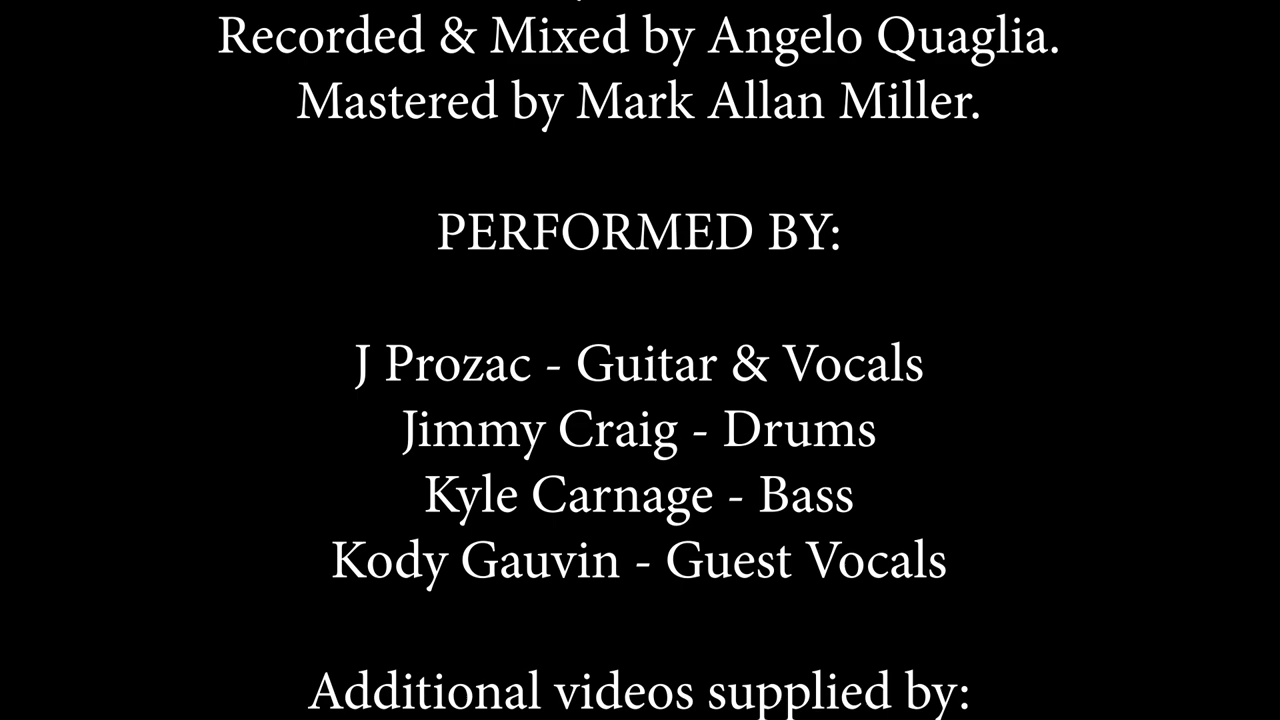 Recorded & Mixed by Angelo Quaglia.
Mastered by Mark Allan Miller.
PERFORMED BY:
J Prozac - Guitar & Vocals
Jimmy Craig - Drums
Kyle Carnage - Bass
Kody Gauvin - Guest Vocals
Additional videos supplied by: